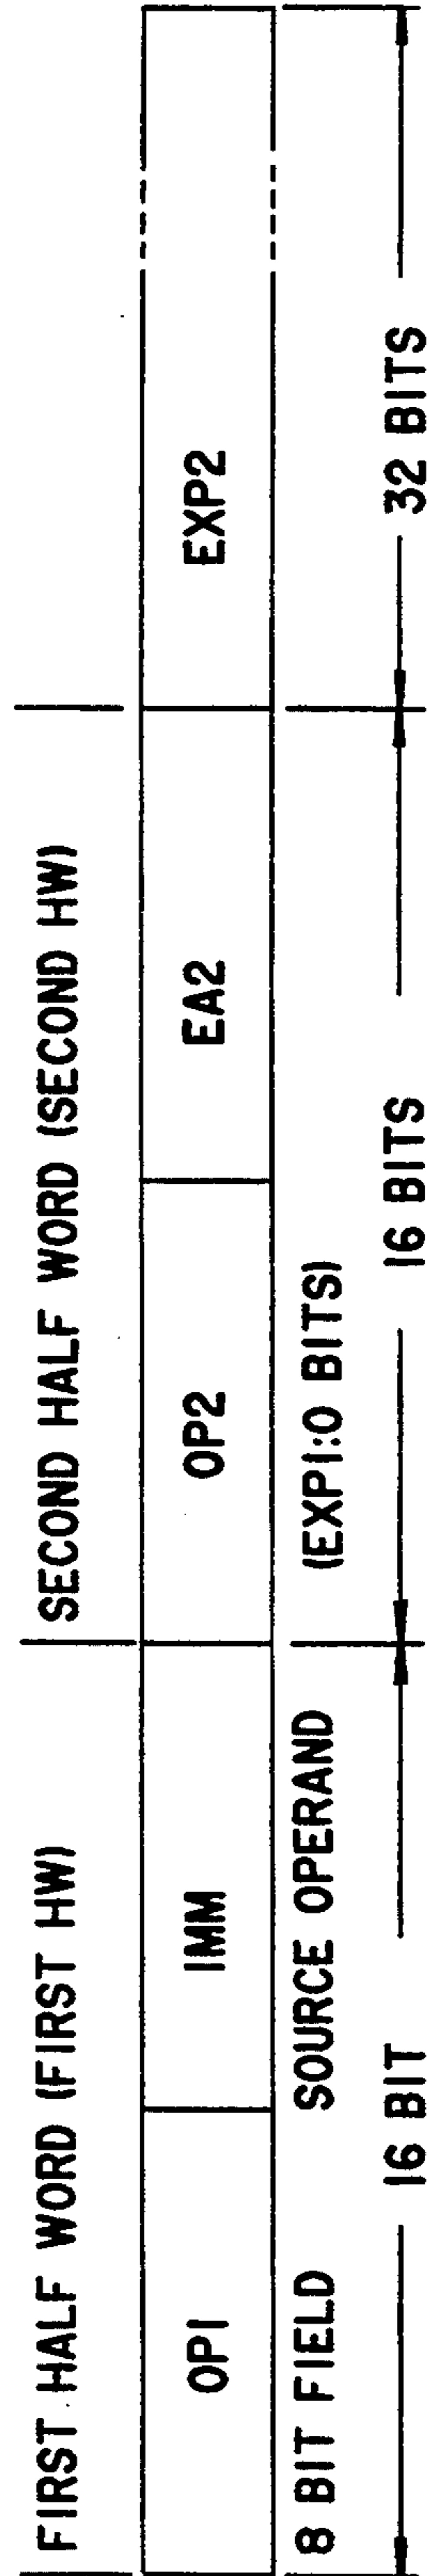 FIRST HALF WORD (FIRST HW) SECOND HALF WORD (SECOND HW)
OP1 IMM OP2 EA2 EXP2
8 BIT FIELD SOURCE OPERAND (EXP1:0 BITS)
16 BIT 16 BITS 32 BITS